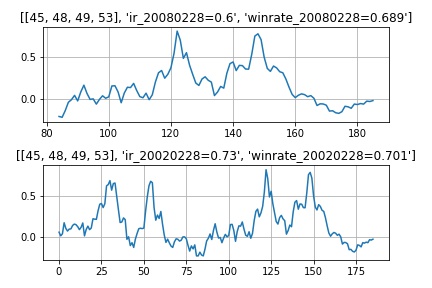 [[45, 48, 49, 53], 'ir_20080228=0.6', 'winrate_20080228=0.689']
0.5
0.0
80 100 120 140 160 180
[[45, 48, 49, 53], 'ir_20020228=0.73', 'winrate_20020228=0.701']
0.5
0.0
0 25 50 75 100 125 150 175